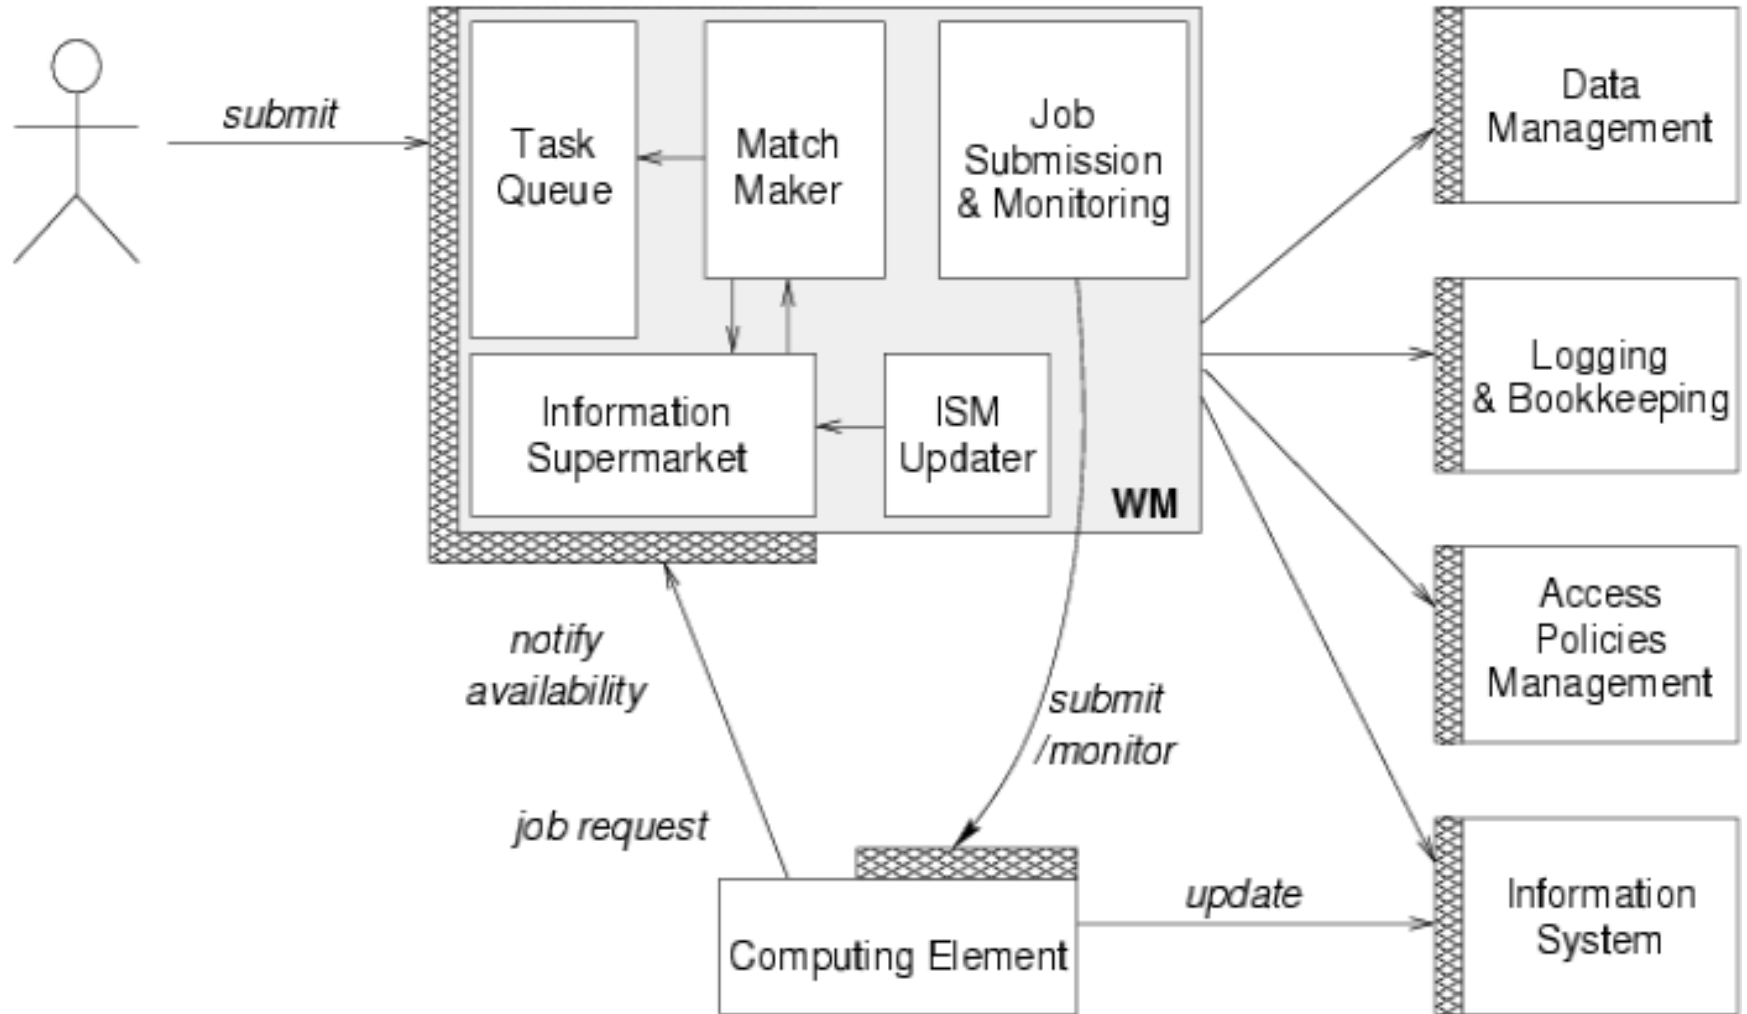 submit
Task
Queue
Match
Maker
Job
Submission
& Monitoring
Information
Supermarket
ISM
Updater
WM
Data
Management
Logging
& Bookkeeping
Access
Policies
Management
Information
System
notify
availability
job request
submit
/monitor
update
Computing Element